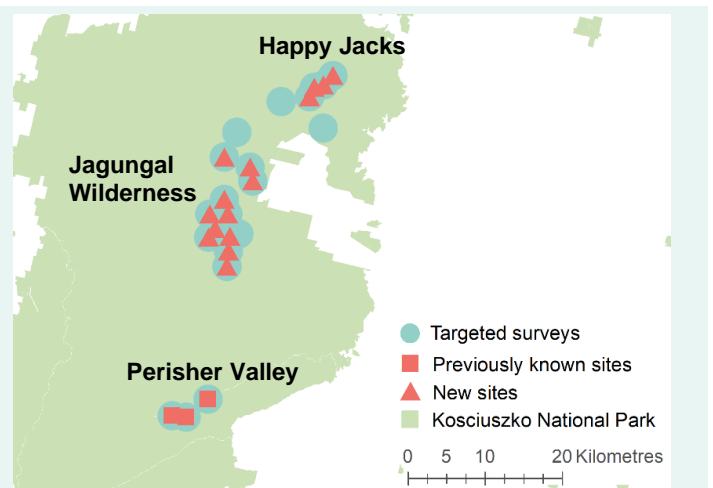 Happy Jacks
Jagungal
Wilderness
Perisher Valley
Targeted surveys
Previously known sites
New sites
Kosciuszko National Park
0 5 10 20 Kilometres